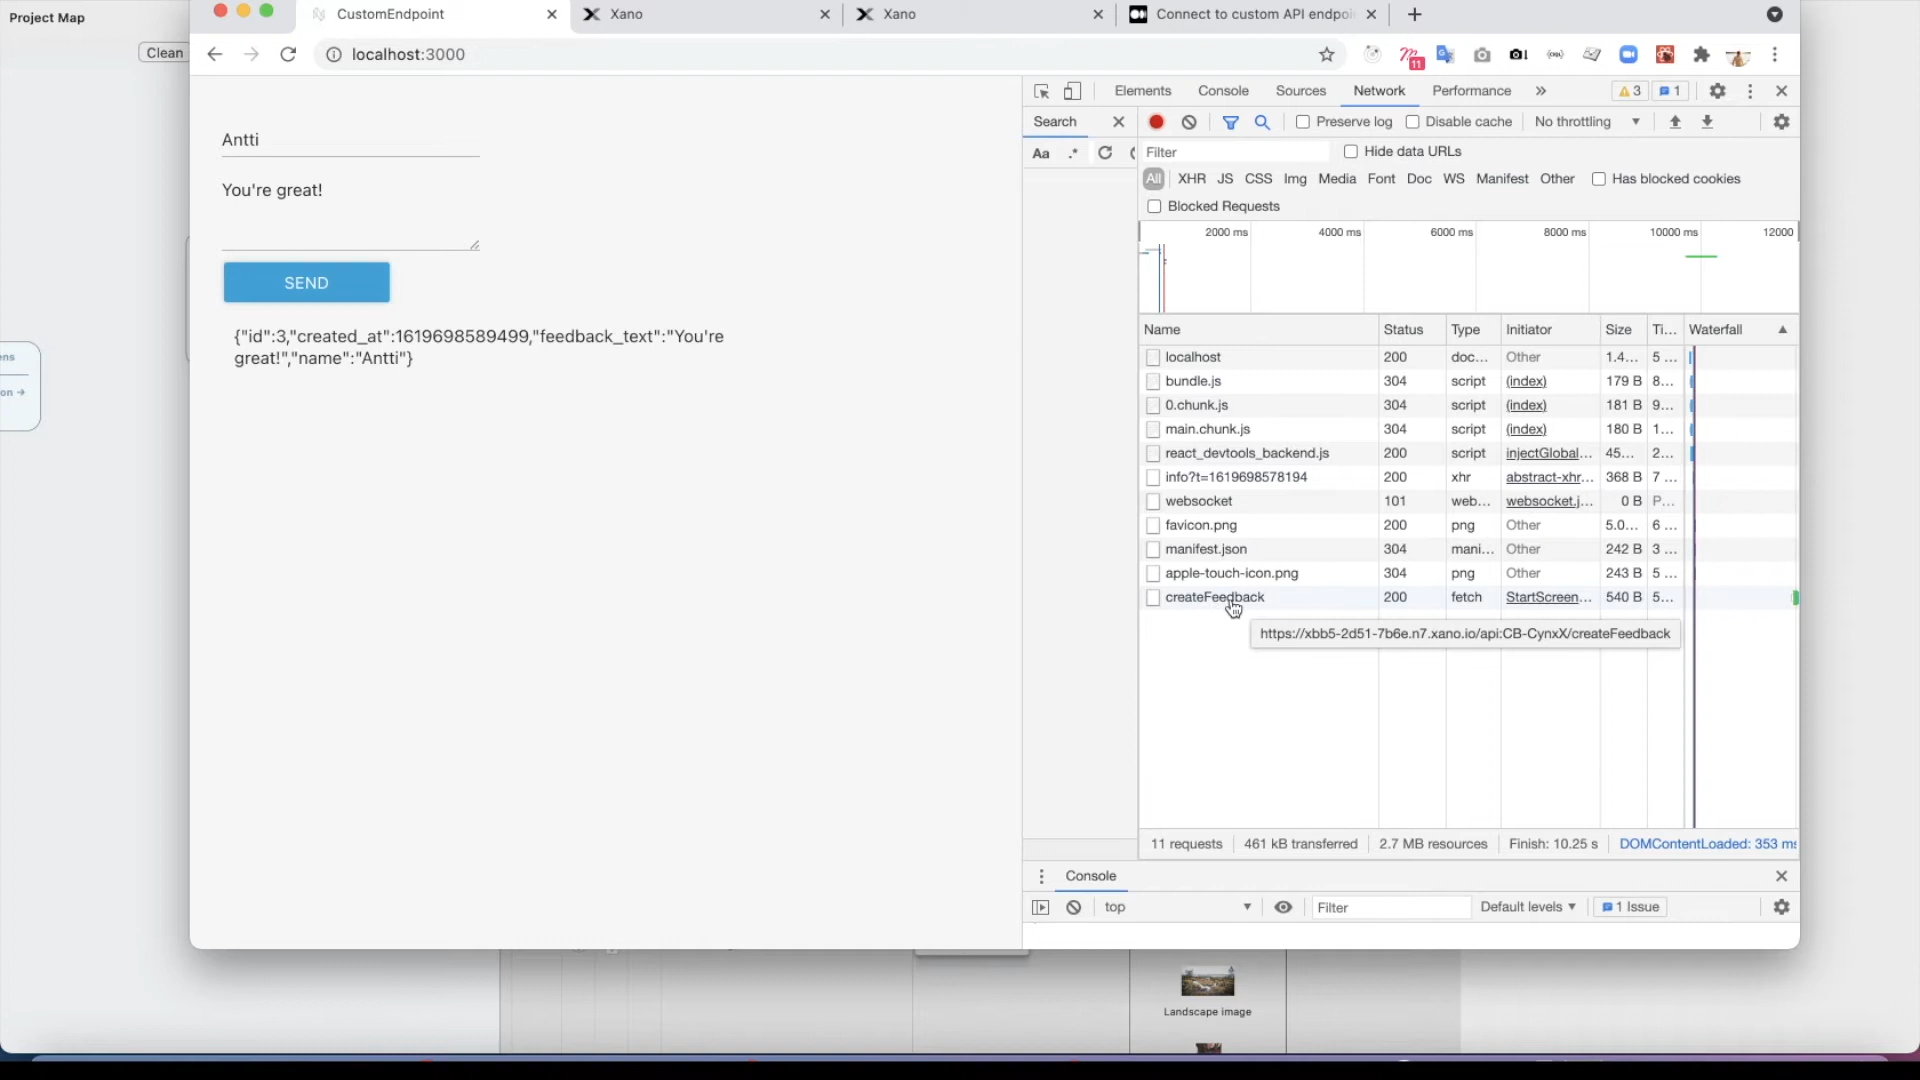 Project Map
Clean
ens
on →
CustomEndpoint
Xano
Xano
Connect to custom API endpoi
localhost:3000
11
Antti
You're great!
SEND
{"id":3,"created_at":1619698589499,"feedback_text":"You're
great!","name":"Antti"}
Elements
Console
Sources
Network
Performance
»
3
1
Search
Preserve log
Disable cache
No throttling
Aa
.*
Filter
Hide data URLs
All
XHR
JS
CSS
Img
Media
Font
Doc
WS
Manifest
Other
Has blocked cookies
Blocked Requests
2000 ms
4000 ms
6000 ms
8000 ms
10000 ms
12000
Name Status Type Initiator Size Ti... Waterfall
localhost 200 doc... Other 1.4... 5 ...
bundle.js 304 script (index) 179 B 8...
0.chunk.js 304 script (index) 181 B 9...
main.chunk.js 304 script (index) 180 B 1...
react_devtools_backend.js 200 script injectGlobal... 45... 2...
info?t=1619698578194 200 xhr abstract-xhr... 368 B 7 ...
websocket 101 web... websocket.j... 0 B P...
favicon.png 200 png Other 5.0... 6 ...
manifest.json 304 mani... Other 242 B 3 ...
apple-touch-icon.png 304 png Other 243 B 5 ...
createFeedback 200 fetch StartScreen... 540 B 5...
https://xbb5-2d51-7b6e.n7.xano.io/api:CB-CynxX/createFeedback
11 requests
461 kB transferred
2.7 MB resources
Finish: 10.25 s
DOMContentLoaded: 353 ms
Console
top
Filter
Default levels
1 Issue
Landscape image